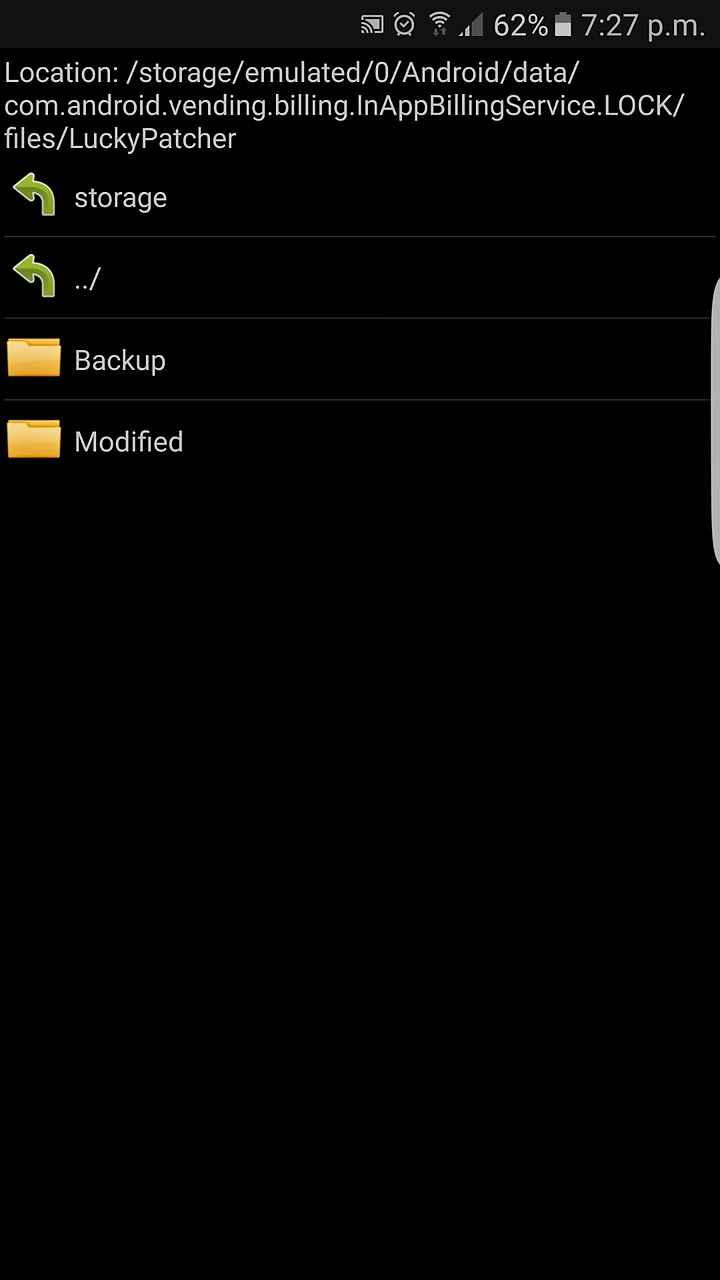 62% 7:27 p.m.
Location: /storage/emulated/0/Android/data/
com.android.vending.billing.InAppBillingService.LOCK/
files/LuckyPatcher
storage
../
Backup
Modified